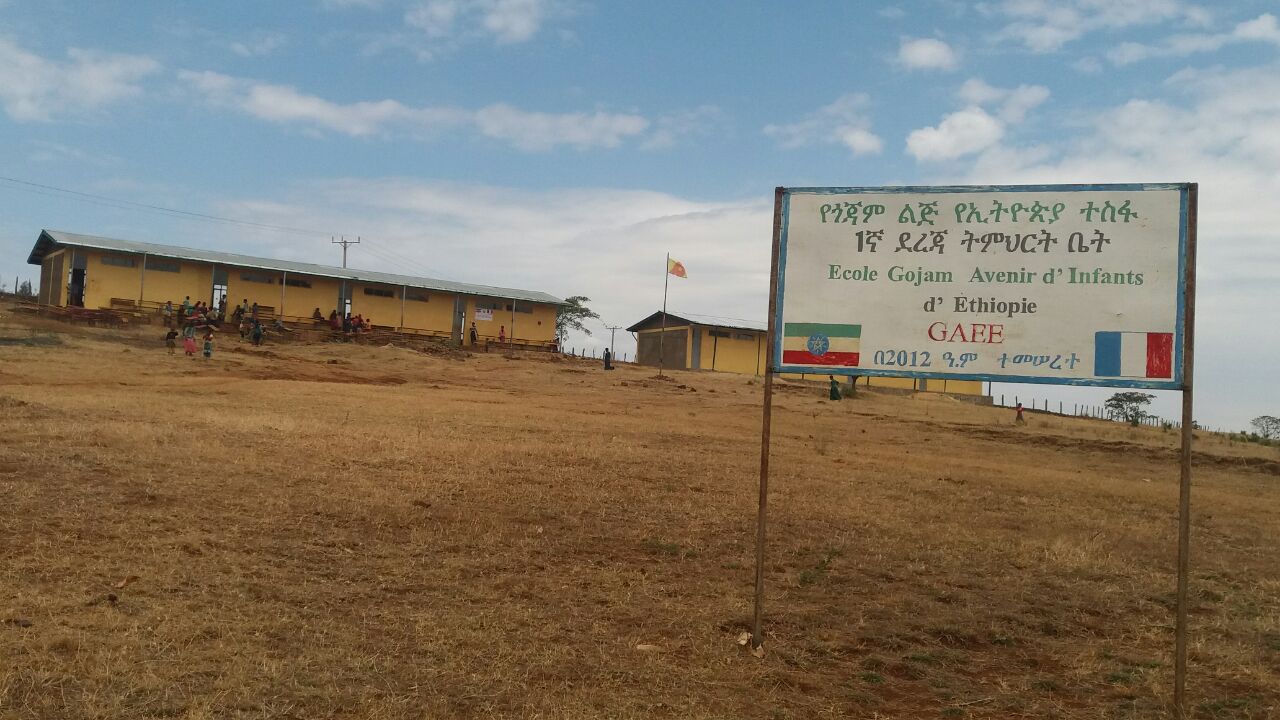 የጎጃም ልጅ የኢትዮጵያ ተስፋ
1ኛ ደረጃ ትምህርት ቤት
Ecole Gojam Avenir d' Infants
d' Ethiopie
GAEE
በ2012 ዓ.ም ተመሠረተ